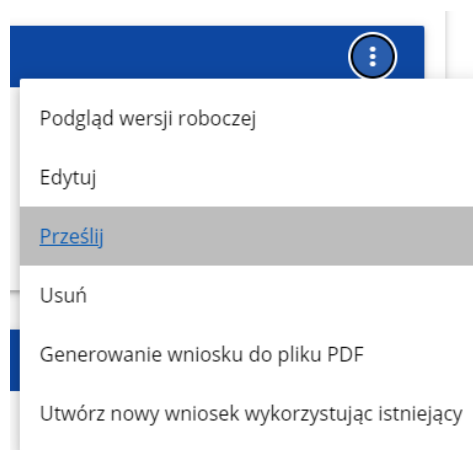 Podgląd wersji roboczej
Edytuj
Prześlij
Usuń
Generowanie wniosku do pliku PDF
Utwórz nowy wniosek wykorzystując istniejący